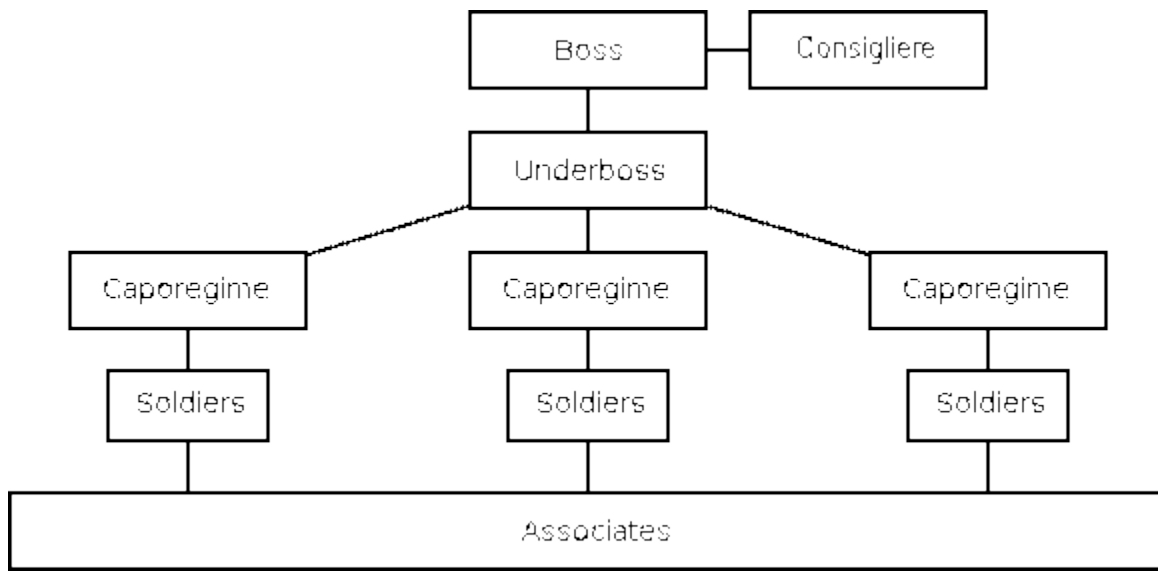 Boss
Consigliere
Underboss
Caporegime
Caporegime
Caporegime
Soldiers
Soldiers
Soldiers
Associates